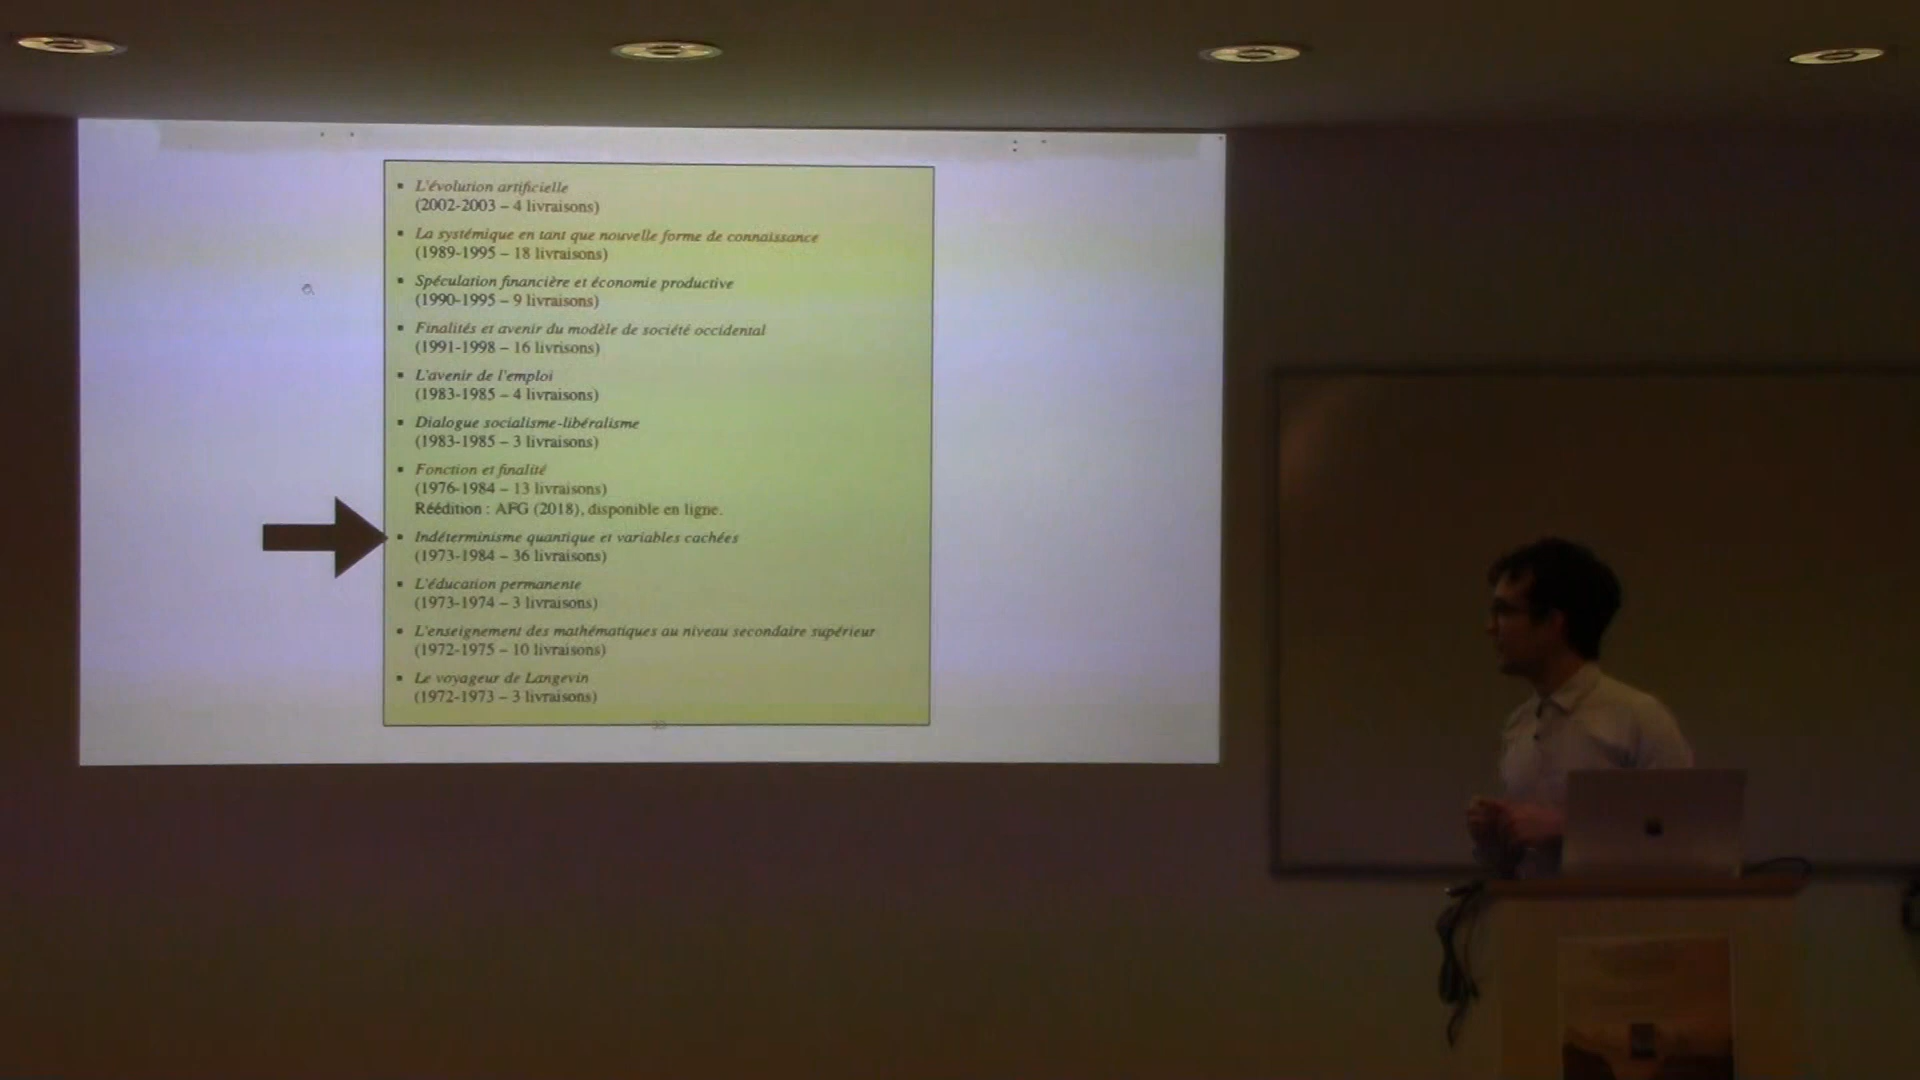 ▪ L'évolution artificielle
(2002-2003 – 4 livraisons)
▪ La systémique en tant que nouvelle forme de connaissance
(1989-1995 – 18 livraisons)
▪ Spéculation financière et économie productive
(1990-1995 – 9 livraisons)
▪ Finalités et avenir du modèle de société occidental
(1991-1998 – 16 livrisons)
▪ L'avenir de l'emploi
(1983-1985 – 4 livraisons)
▪ Dialogue socialisme-libéralisme
(1983-1985 – 3 livraisons)
▪ Fonction et finalité
(1976-1984 – 13 livraisons)
Réédition : AFG (2018), disponible en ligne.
▪ Indéterminisme quantique et variables cachées
(1973-1984 – 36 livraisons)
▪ L'éducation permanente
(1973-1974 – 3 livraisons)
▪ L'enseignement des mathématiques au niveau secondaire supérieur
(1972-1975 – 10 livraisons)
▪ Le voyageur de Langevin
(1972-1973 – 3 livraisons)